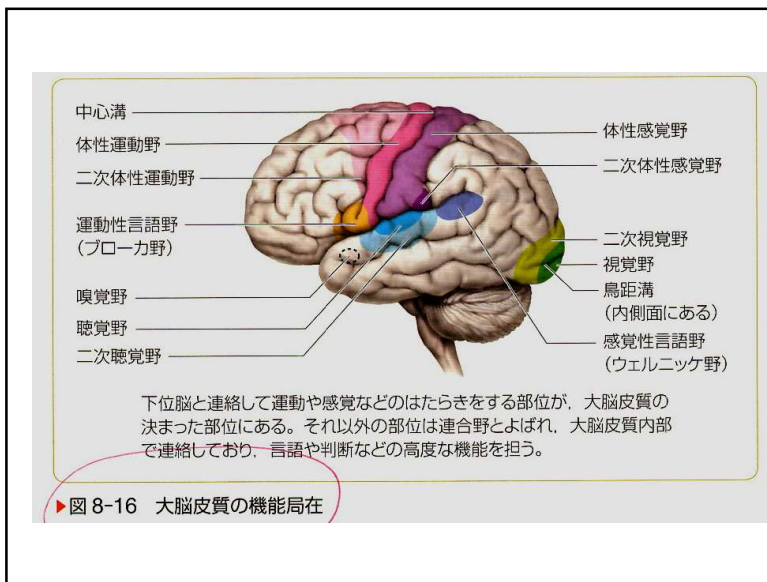 中心溝
体性運動野
二次体性運動野
運動性言語野
(ブローカ野)
嗅覚野
聴覚野
二次聴覚野
体性感覚野
二次体性感覚野
二次視覚野
視覚野
鳥距溝
(内側面にある)
感覚性言語野
(ウェルニッケ野)
下位脳と連絡して運動や感覚などのはたらきをする部位が，大脳皮質の
決まった部位にある。それ以外の部位は連合野とよばれ，大脳皮質内部
で連絡しており，言語や判断などの高度な機能を担う。
▶図 8-16 大脳皮質の機能局在